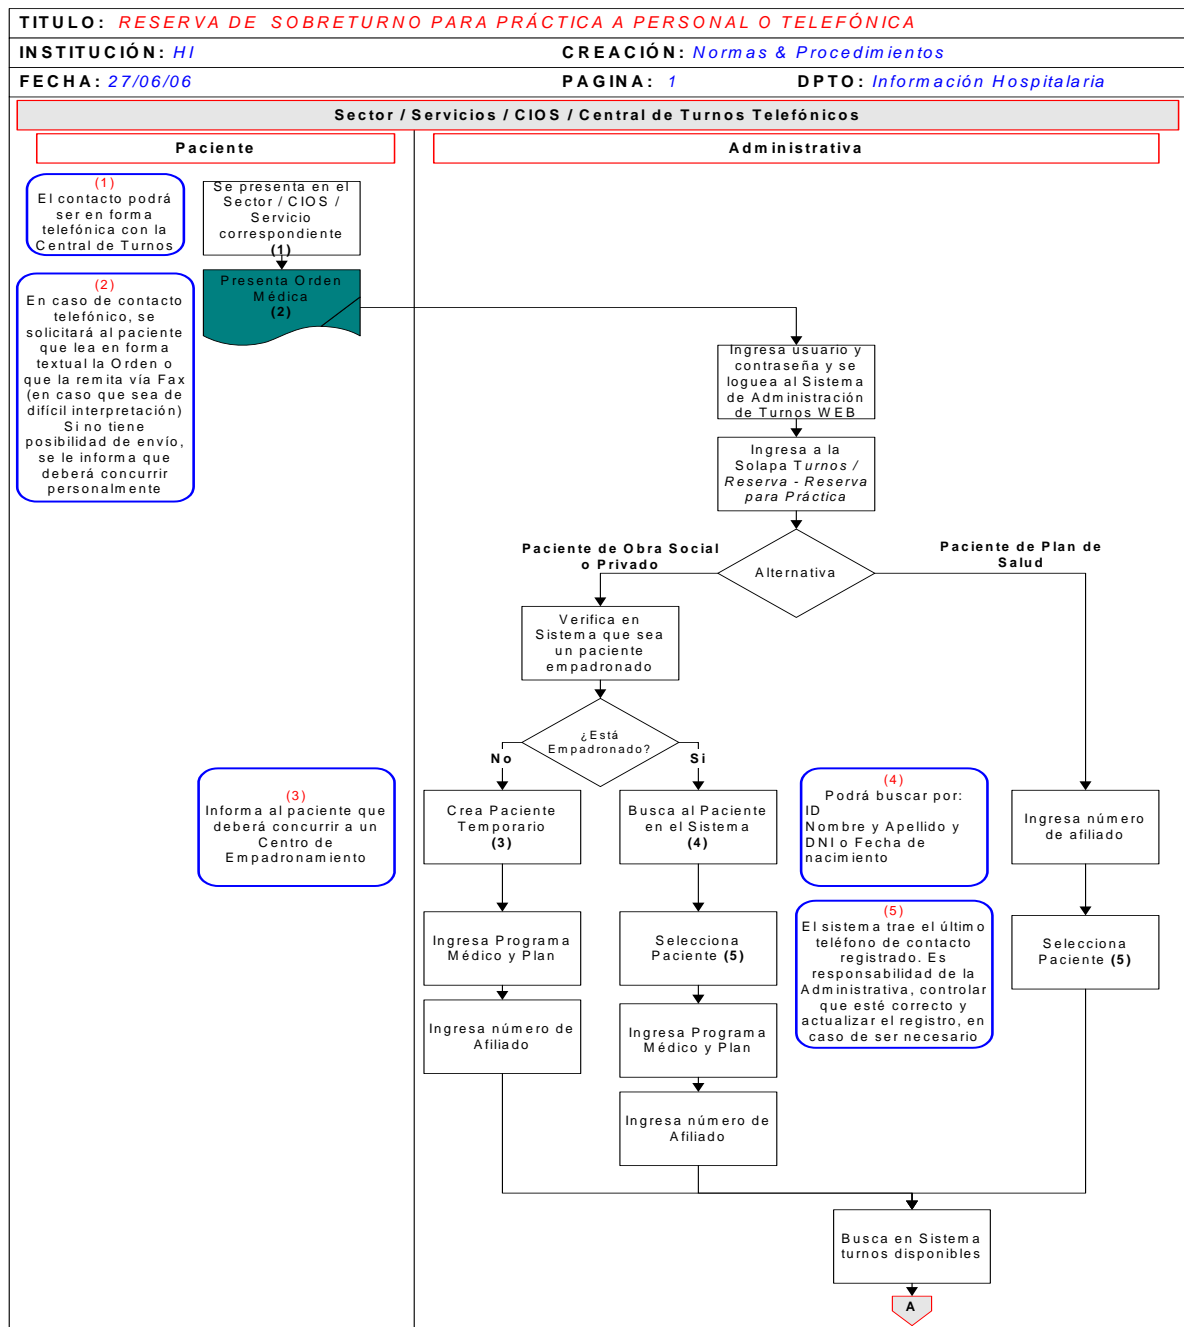 TITULO: RESERVA DE SOBRETURNO PARA PRÁCTICA A PERSONAL O TELEFÓNICA
INSTITUCIÓN: HI
CREACIÓN: Normas & Procedimientos
FECHA: 27/06/06
PAGINA: 1
DPTO: Información Hospitalaria
Sector / Servicios / CIOS / Central de Turnos Telefónicos
Paciente
Administrativa
(1)
El contacto podrá
ser en forma
telefónica con la
Central de Turnos
Se presenta en el
Sector / CIOS /
Servicio
correspondiente
(1)
(2)
En caso de contacto
telefónico, se
solicitará al paciente
que lea en forma
textual la Orden o
que la remita vía Fax
(en caso que sea de
difícil interpretación)
Si no tiene
posibilidad de envío,
se le informa que
deberá concurrir
personalmente
Presenta Orden
Médica
(2)
Ingresa usuario y
contraseña y se
loguea al Sistema
de Administración
de Turnos WEB
Ingresa a la
Solapa Turnos /
Reserva - Reserva
para Práctica
Alternativa
Paciente de Obra Social
o Privado
Paciente de Plan de
Salud
Verifica en
Sistema que sea
un paciente
empadronado
¿Está
Empadronado?
No
Si
(3)
Informa al paciente que
deberá concurrir a un
Centro de
Empadronamiento
Crea Paciente
Temporario
(3)
Busca al Paciente
en el Sistema
(4)
(4)
Podrá buscar por:
ID
Nombre y Apellido y
DNI o Fecha de
nacimiento
Ingresa número
de afiliado
Ingresa Programa
Médico y Plan
Selecciona
Paciente (5)
(5)
El sistema trae el último
teléfono de contacto
registrado. Es
responsabilidad de la
Administrativa, controlar
que esté correcto y
actualizar el registro, en
caso de ser necesario
Selecciona
Paciente (5)
Ingresa número de
Afiliado
Ingresa Programa
Médico y Plan
Ingresa número de
Afiliado
Busca en Sistema
turnos disponibles
A